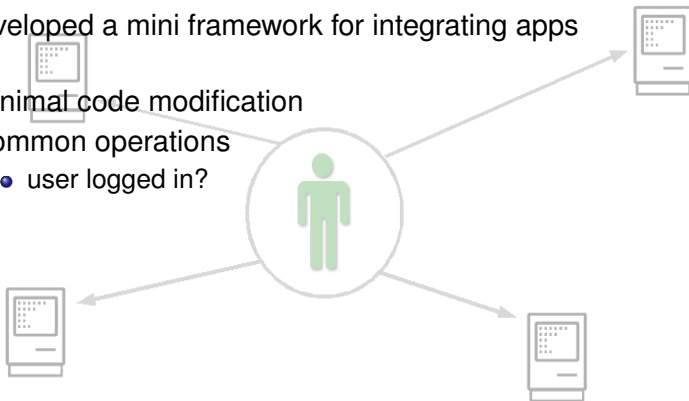 veloped a mini framework for integrating apps
nimal code modification
ommon operations
user logged in?